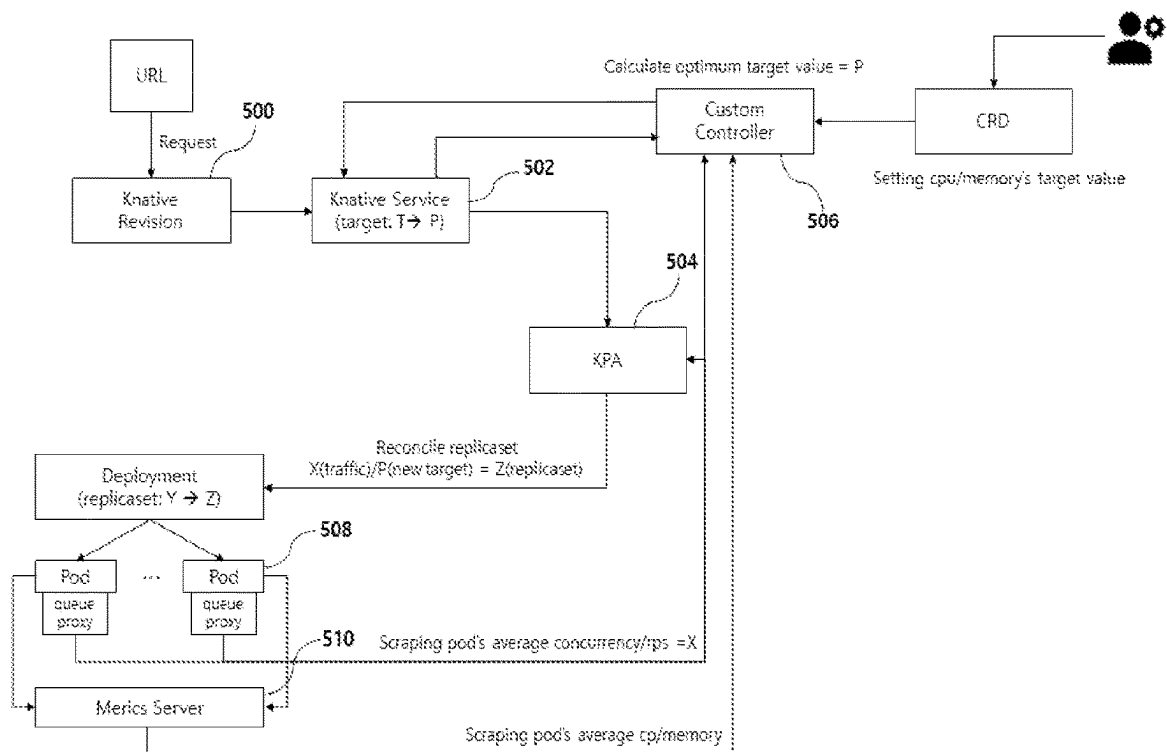 URL
Request
500
Knative
Revision
Knative Service
(target: T→ P)
502
Calculate optimum target value = P
Custom
Controller
506
CRD
Setting cpu/memory's target value
504
KPA
Reconcile replicaset
X(traffic)/P(new target) = Z(replicaset)
Deployment
(replicaset: Y → Z)
508
Pod
...
Pod
queue
proxy
queue
proxy
510
Scraping pod's average concurrency/rps =X
Merics Server
Scraping pod's average cp/memory